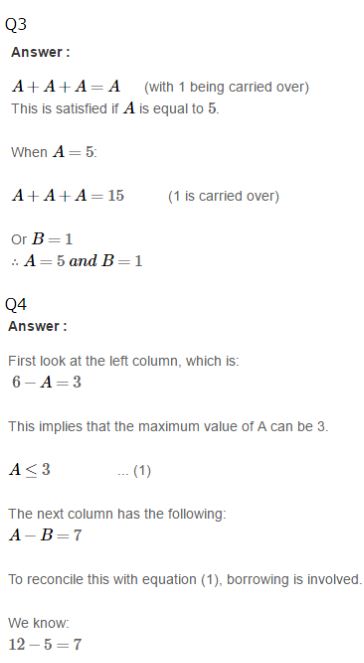 Q3
Answer :
A + A + A = A (with 1 being carried over)
This is satisfied if A is equal to 5.
When A = 5:
A + A + A = 15 (1 is carried over)
Or B = 1
∴ A = 5 and B = 1
Q4
Answer :
First look at the left column, which is:
6 − A = 3
This implies that the maximum value of A can be 3.
A ≤ 3 ... (1)
The next column has the following:
A − B = 7
To reconcile this with equation (1), borrowing is involved.
We know:
12 − 5 = 7